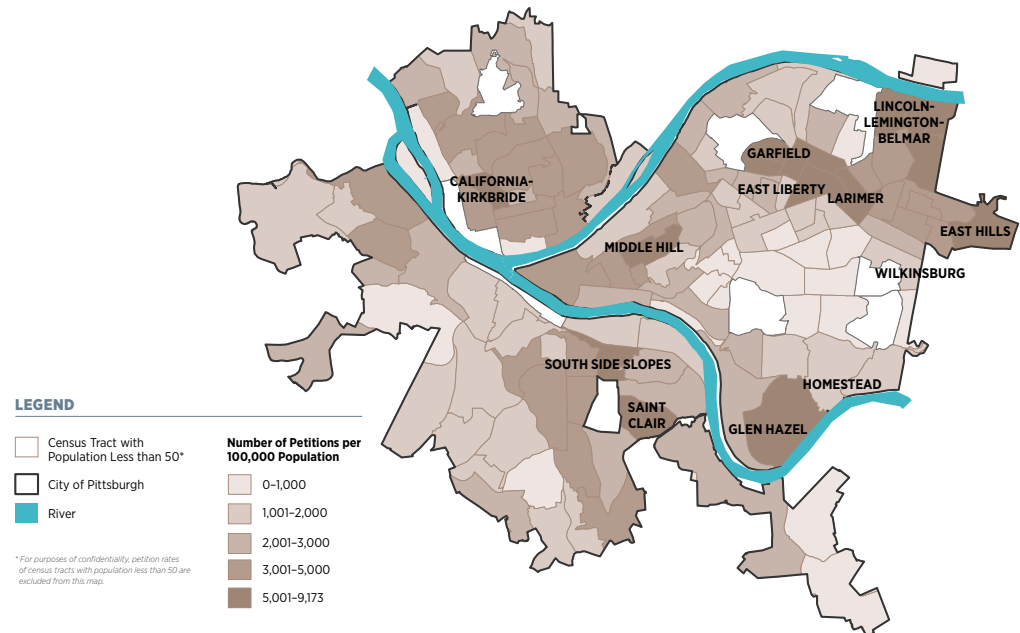 LINCOLN-
LEMINGTON-
BELMAR
GARFIELD
EAST LIBERTY
LARIMER
CALIFORNIA-
KIRKBRIDE
EAST HILLS
MIDDLE HILL
WILKINSBURG
SOUTH SIDE SLOPES
HOMESTEAD
SAINT
CLAIR
GLEN HAZEL
LEGEND
Census Tract with
Population Less than 50*
City of Pittsburgh
River
* For purposes of confidentiality, petition rates
of census tracts with population less than 50 are
excluded from this map.
Number of Petitions per
100,000 Population
0–1,000
1,001–2,000
2,001–3,000
3,001–5,000
5,001–9,173